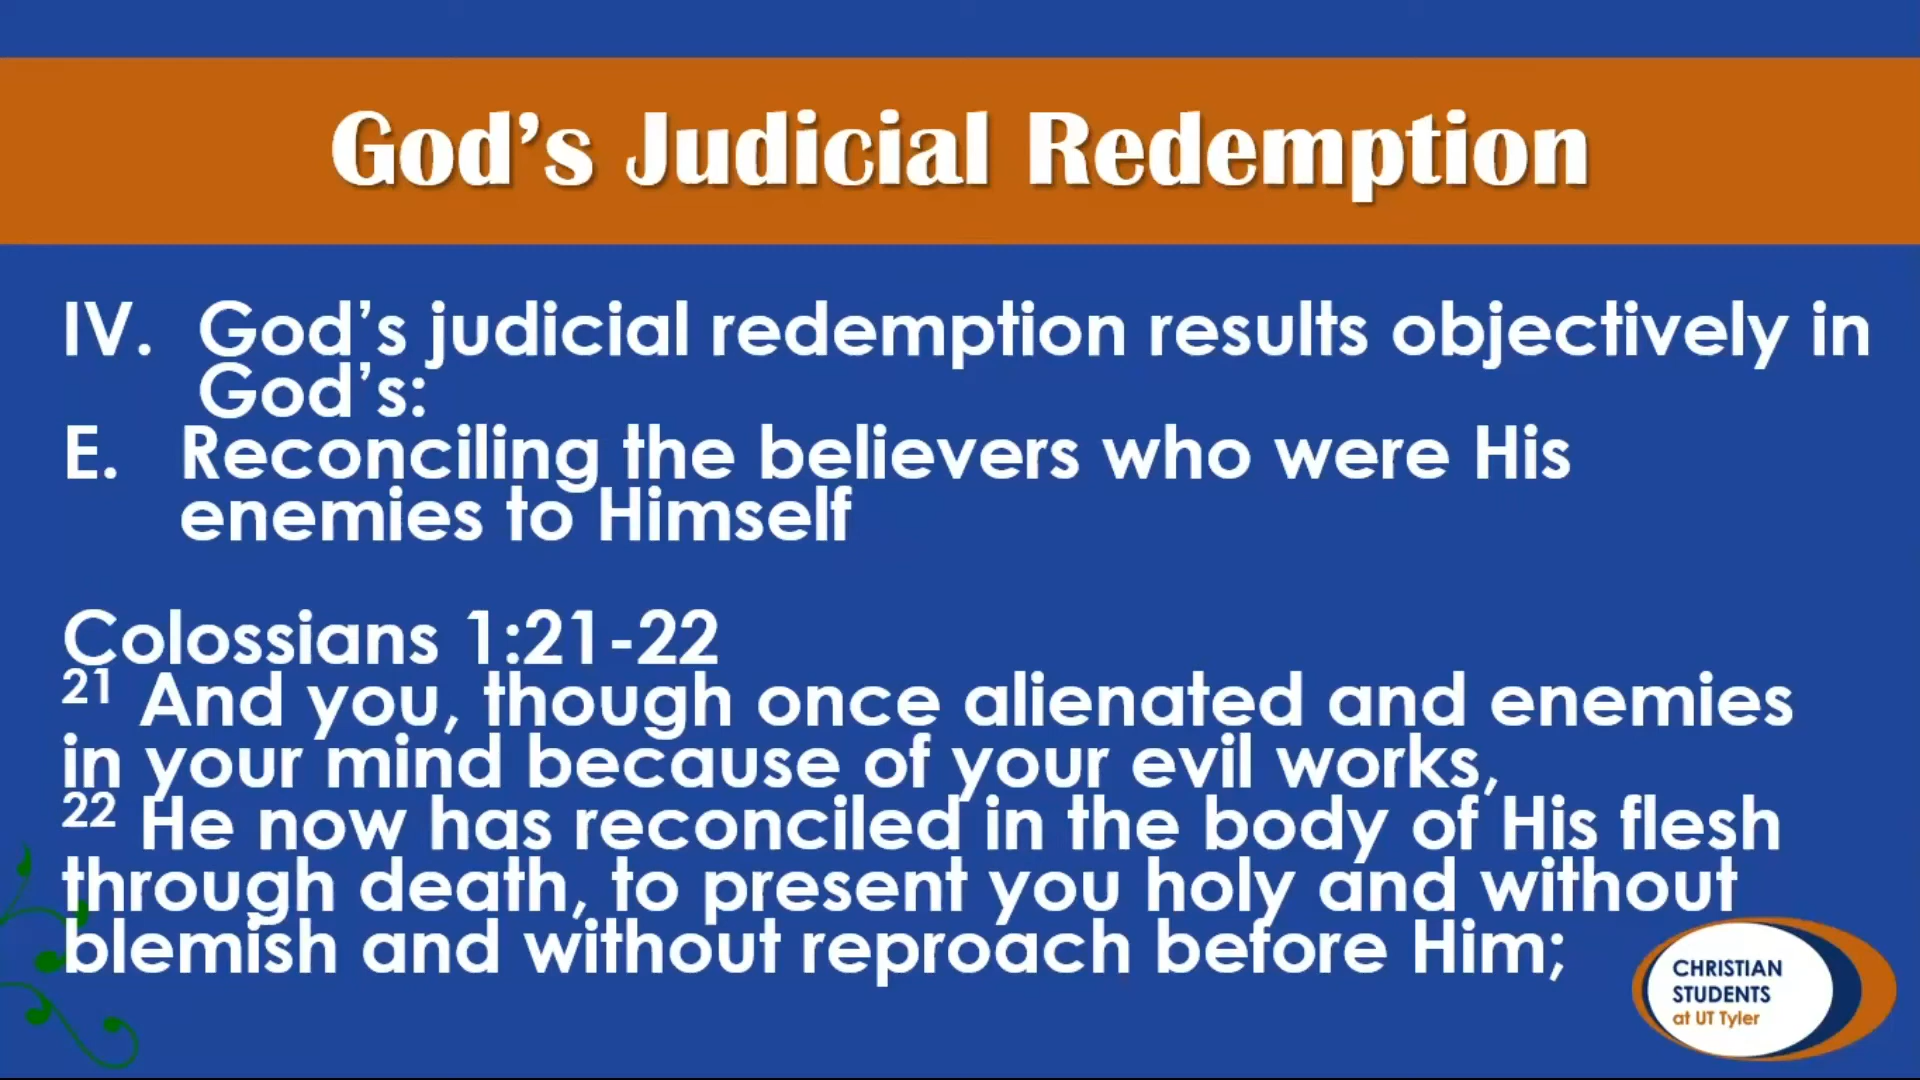 God's Judicial Redemption
IV. God's judicial redemption results objectively in
God's:
E. Reconciling the believers who were His
enemies to Himself
Colossians 1:21-22
21 And you, though once alienated and enemies
in your mind because of your evil works,
22 He now has reconciled in the body of His flesh
through death, to present you holy and without
blemish and without reproach before Him;
CHRISTIAN
STUDENTS
at UT Tyler